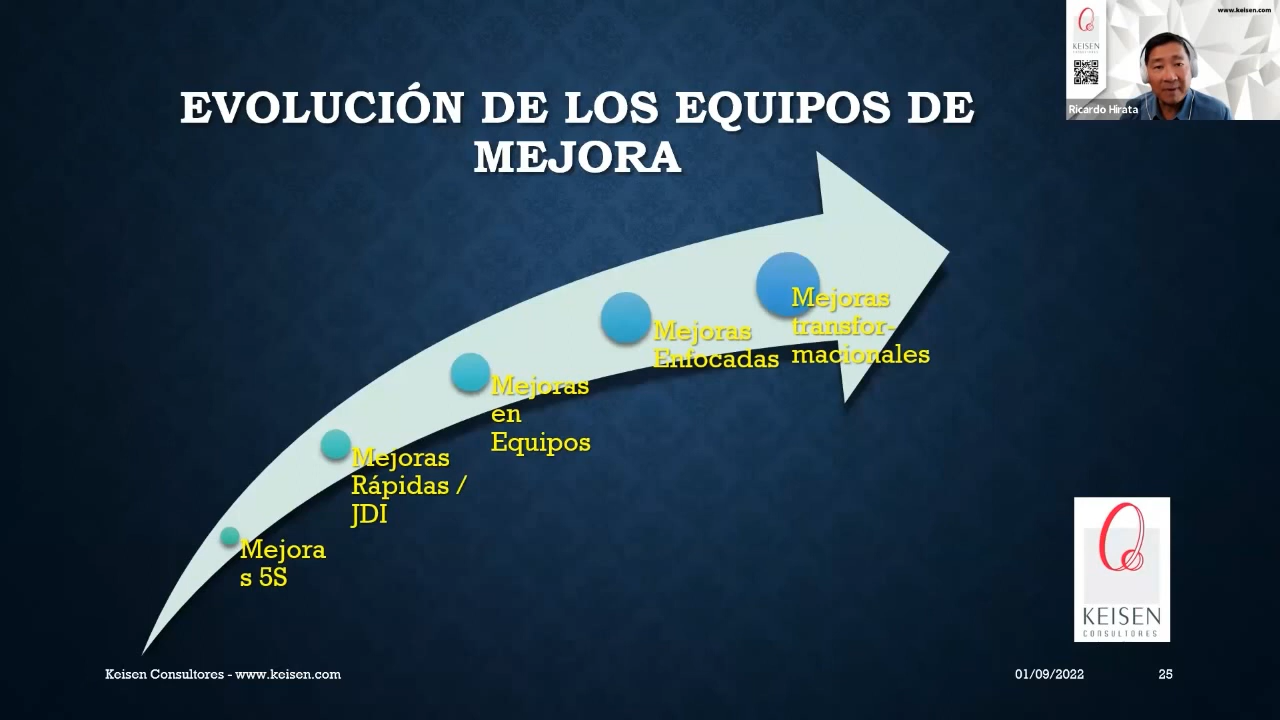 www.keisen.com
KEISEN
CONSULTORES
Ricardo Hirata
EVOLUCIÓN DE LOS EQUIPOS DE
MEJORA
Mejoras
transfor-
macionales
Mejoras
Enfocadas
Mejoras
en
Equipos
Mejoras
Rápidas /
JDI
Mejora
s 5S
KEISEN
CONSULTORES
Keisen Consultores - www.keisen.com
01/09/2022
25